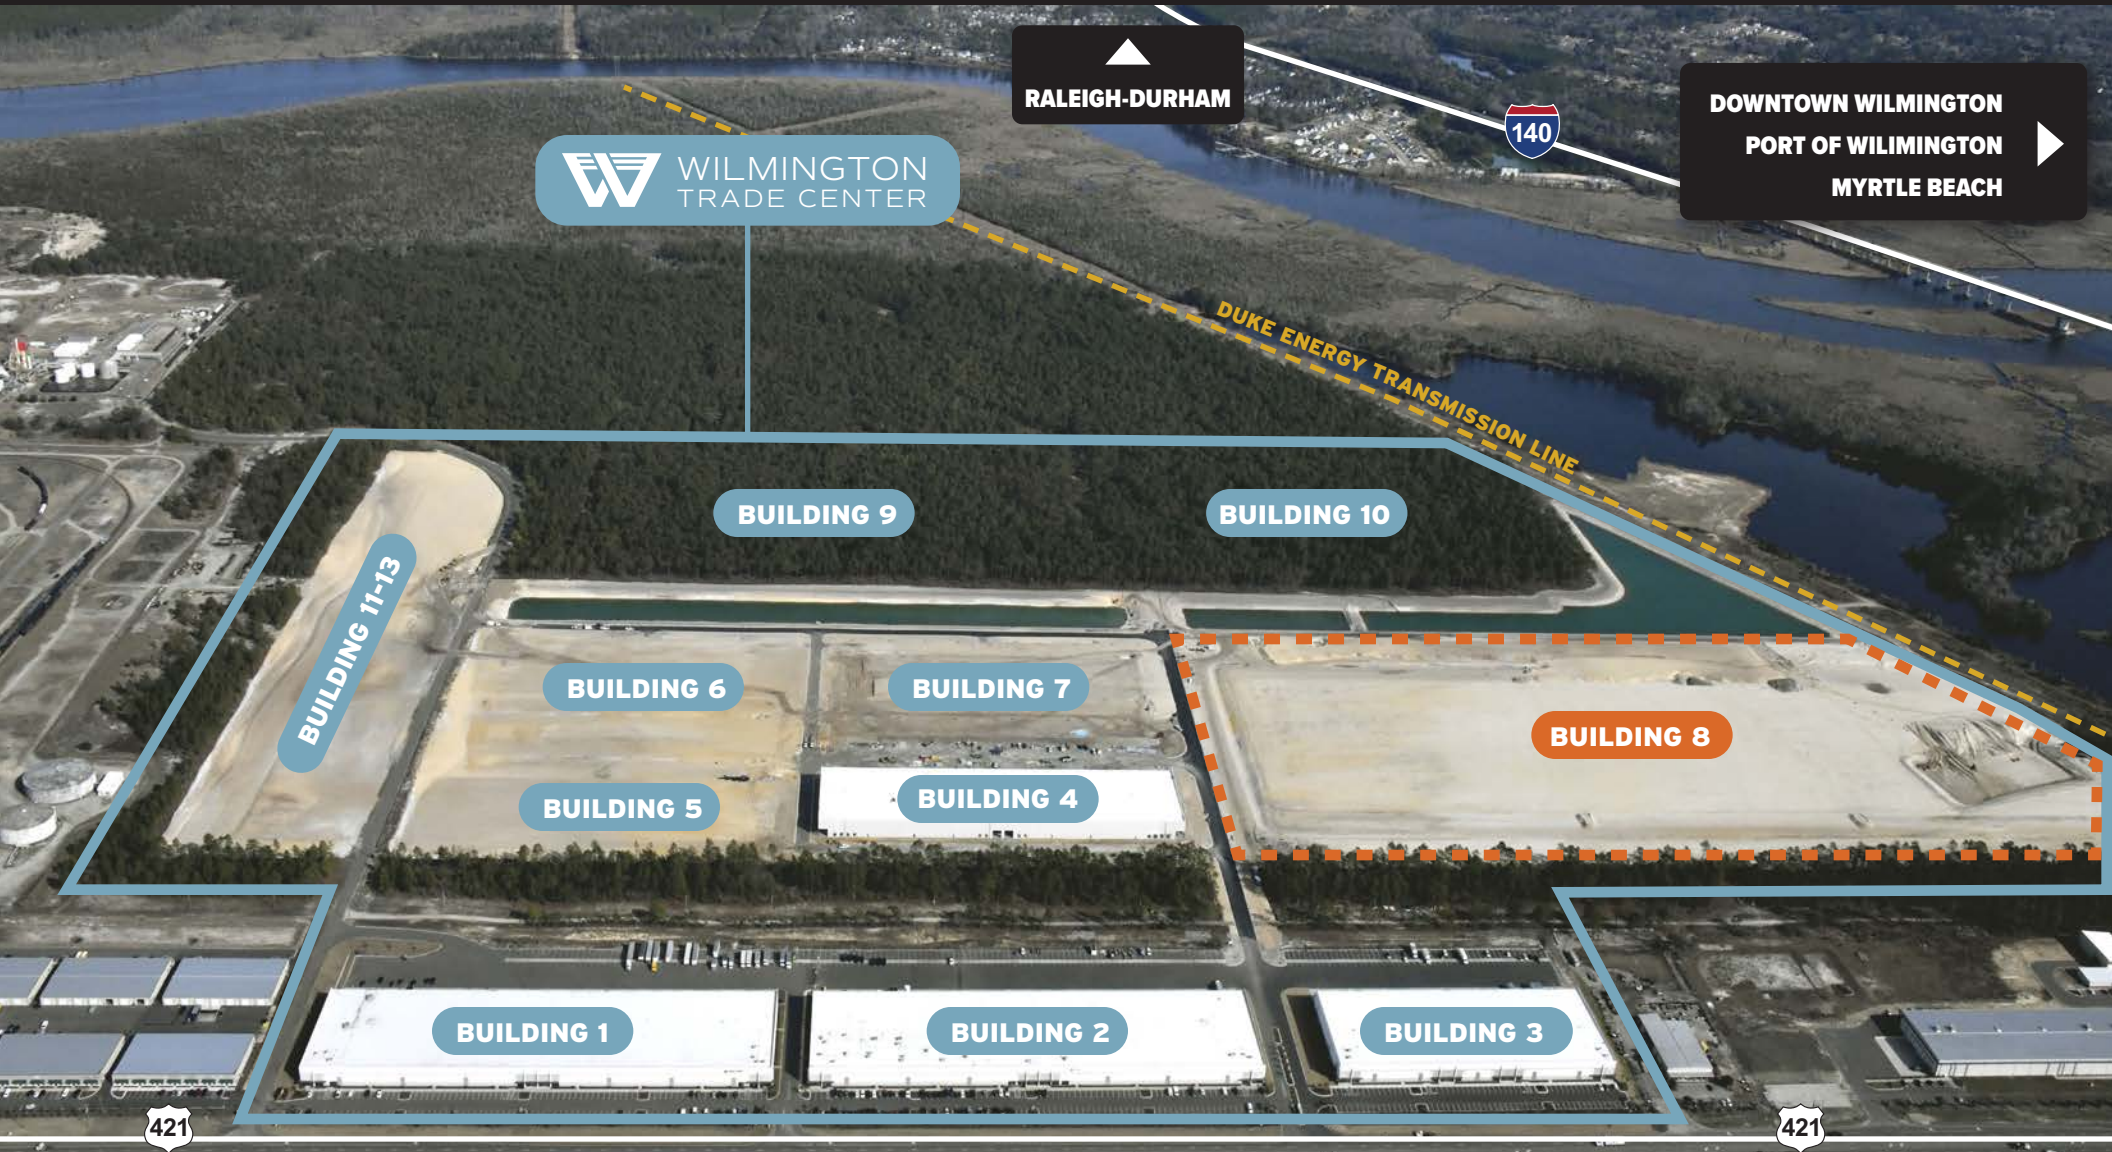 RALEIGH-DURHAM
140
DOWNTOWN WILMINGTON
PORT OF WILIMINGTON
MYRTLE BEACH
WILMINGTON
TRADE CENTER
DUKE ENERGY TRANSMISSION LINE
BUILDING 9
BUILDING 10
BUILDING 11-13
BUILDING 6
BUILDING 7
BUILDING 8
BUILDING 5
BUILDING 4
BUILDING 1
BUILDING 2
BUILDING 3
421
421